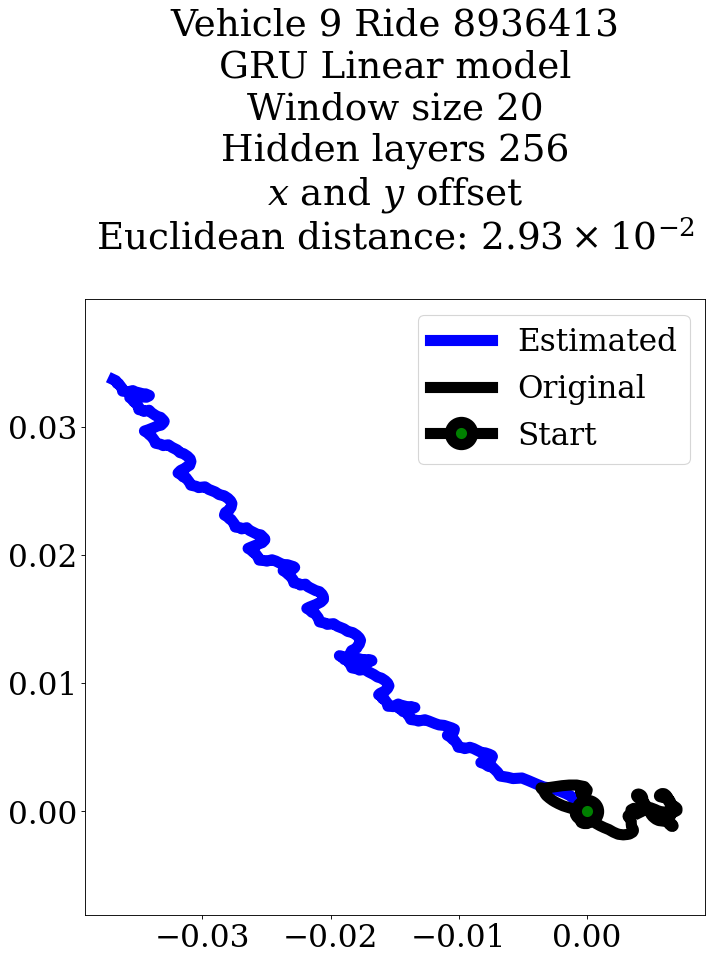 Vehicle 9 Ride 8936413
GRU Linear model
Window size 20
Hidden layers 256
x and y offset
Euclidean distance: 2.93 × 10⁻²
Estimated
Original
Start
0.03
0.02
0.01
0.00
−0.03 −0.02 −0.01 0.00